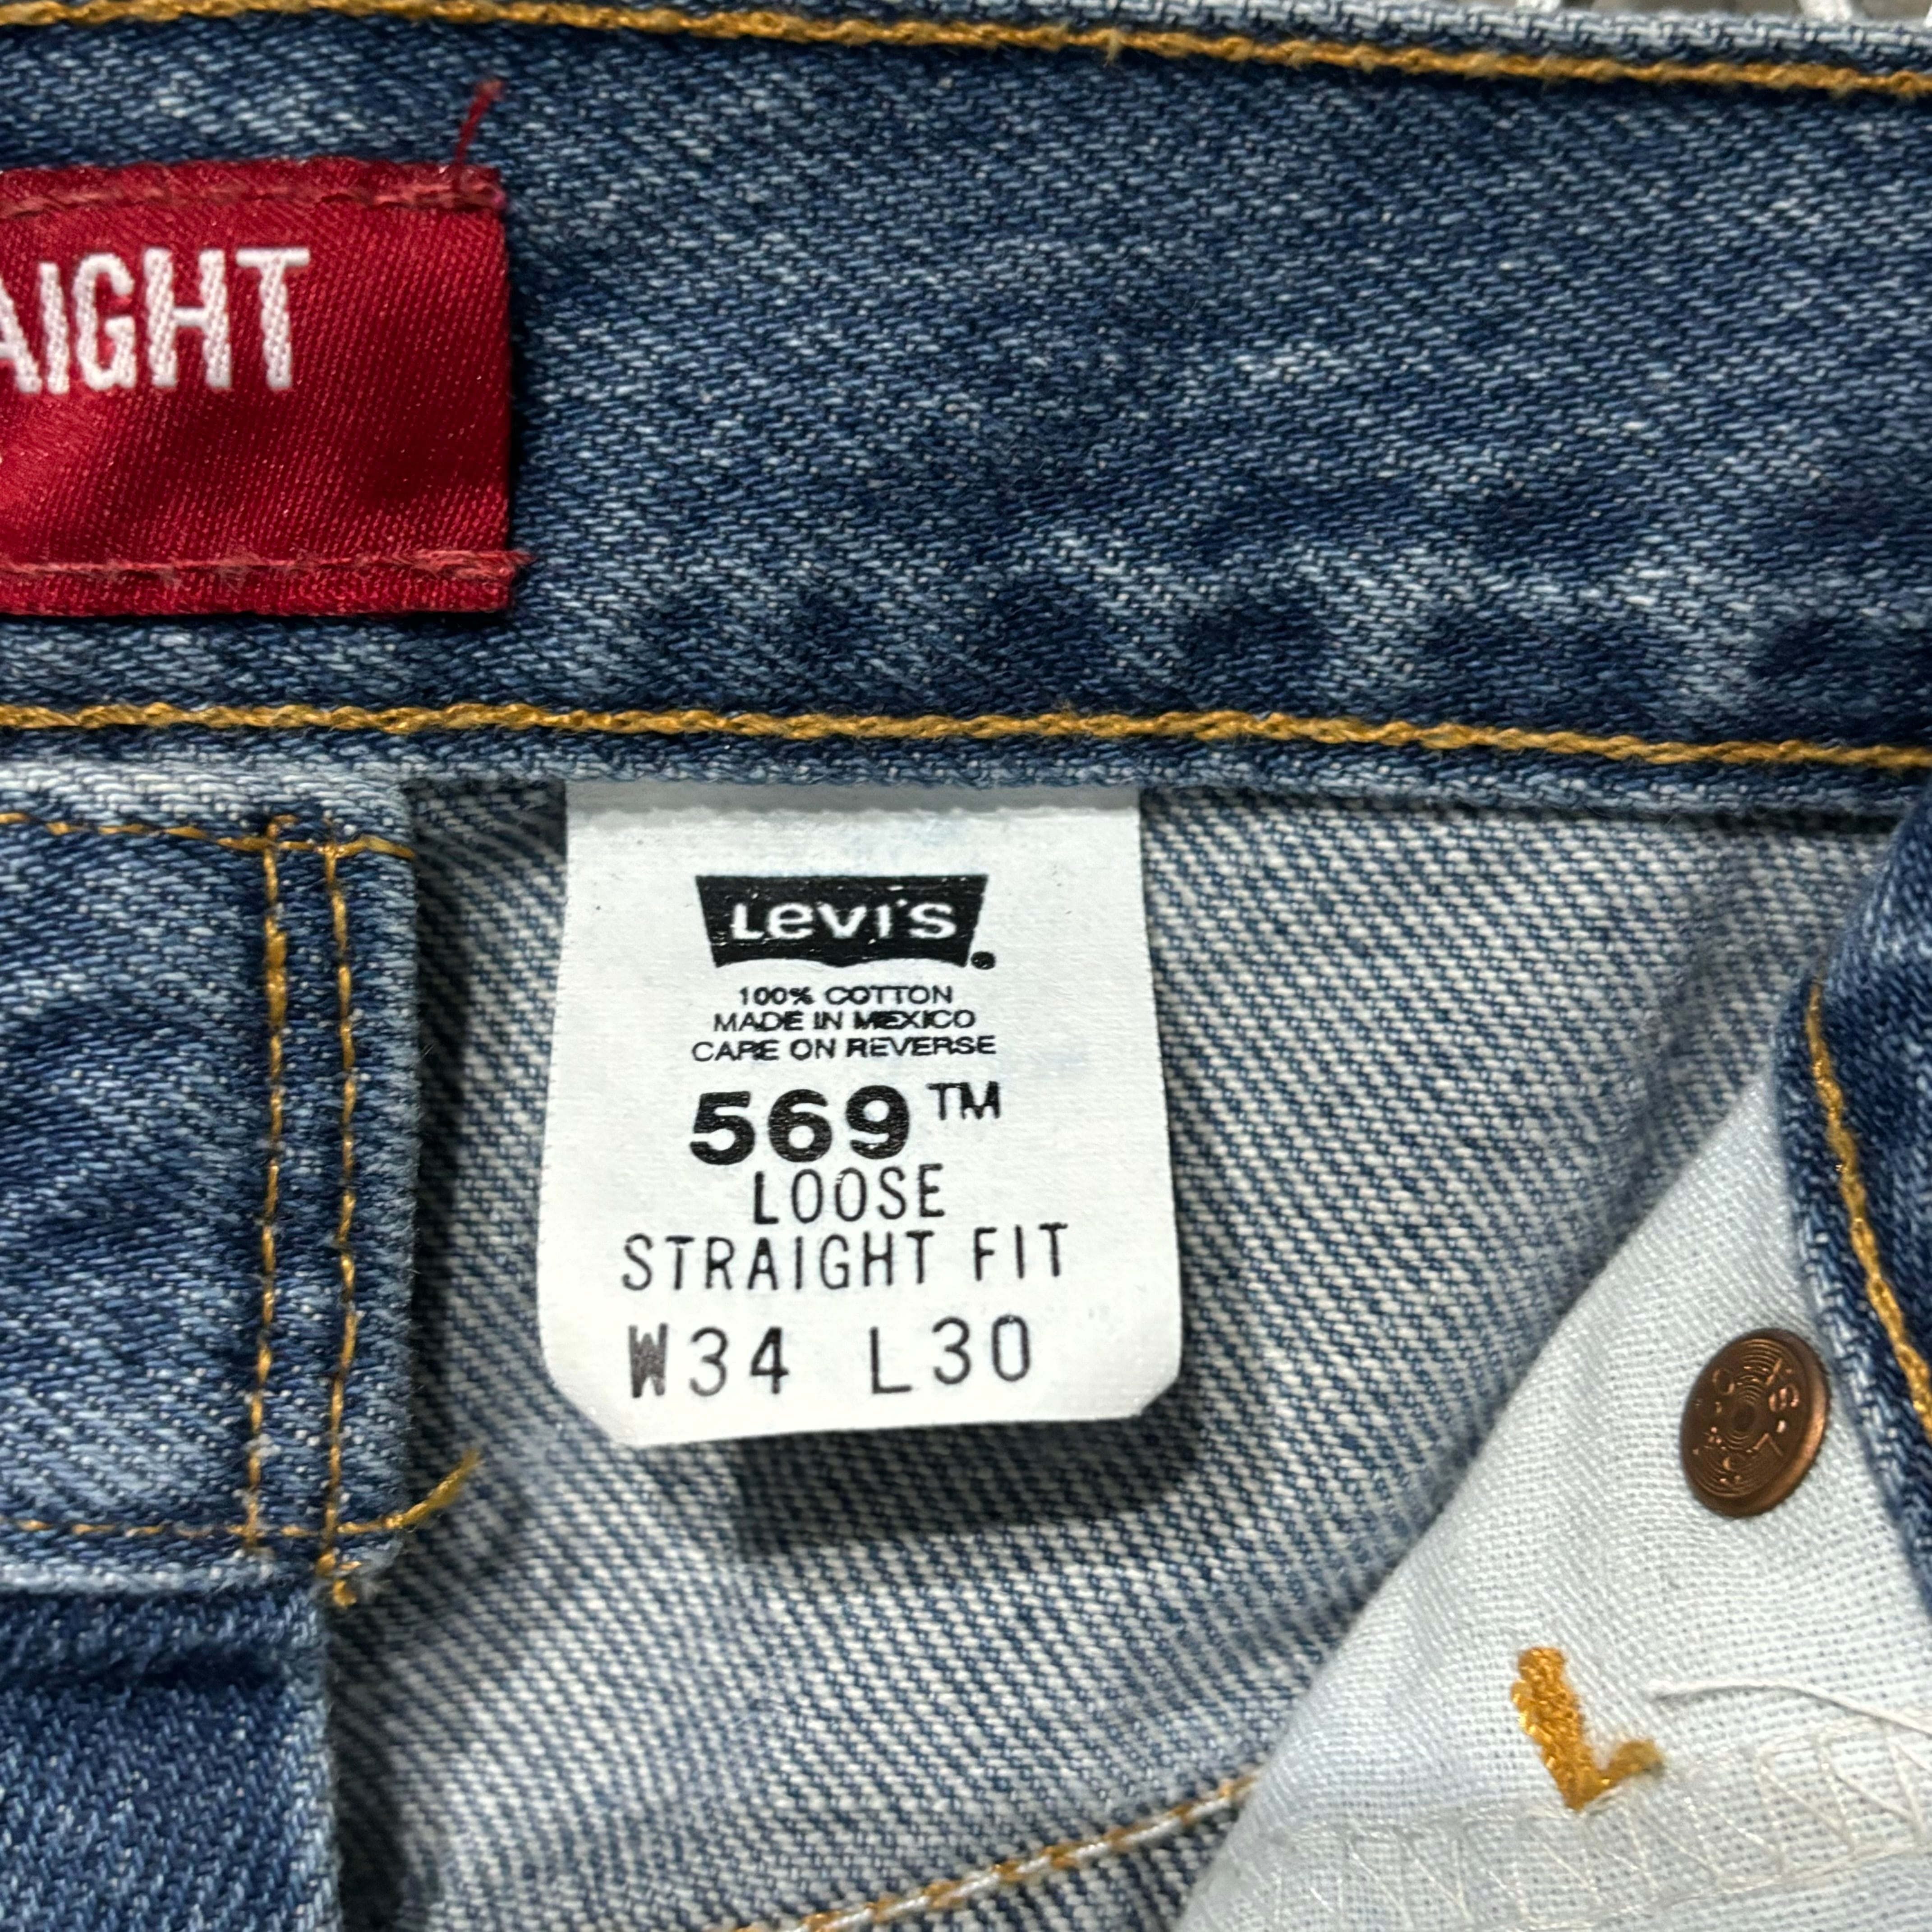 AIGHT
Levi's
100% COTTON
MADE IN MEXICO
CARE ON REVERSE
569™
LOOSE
STRAIGHT FIT
W34 L30